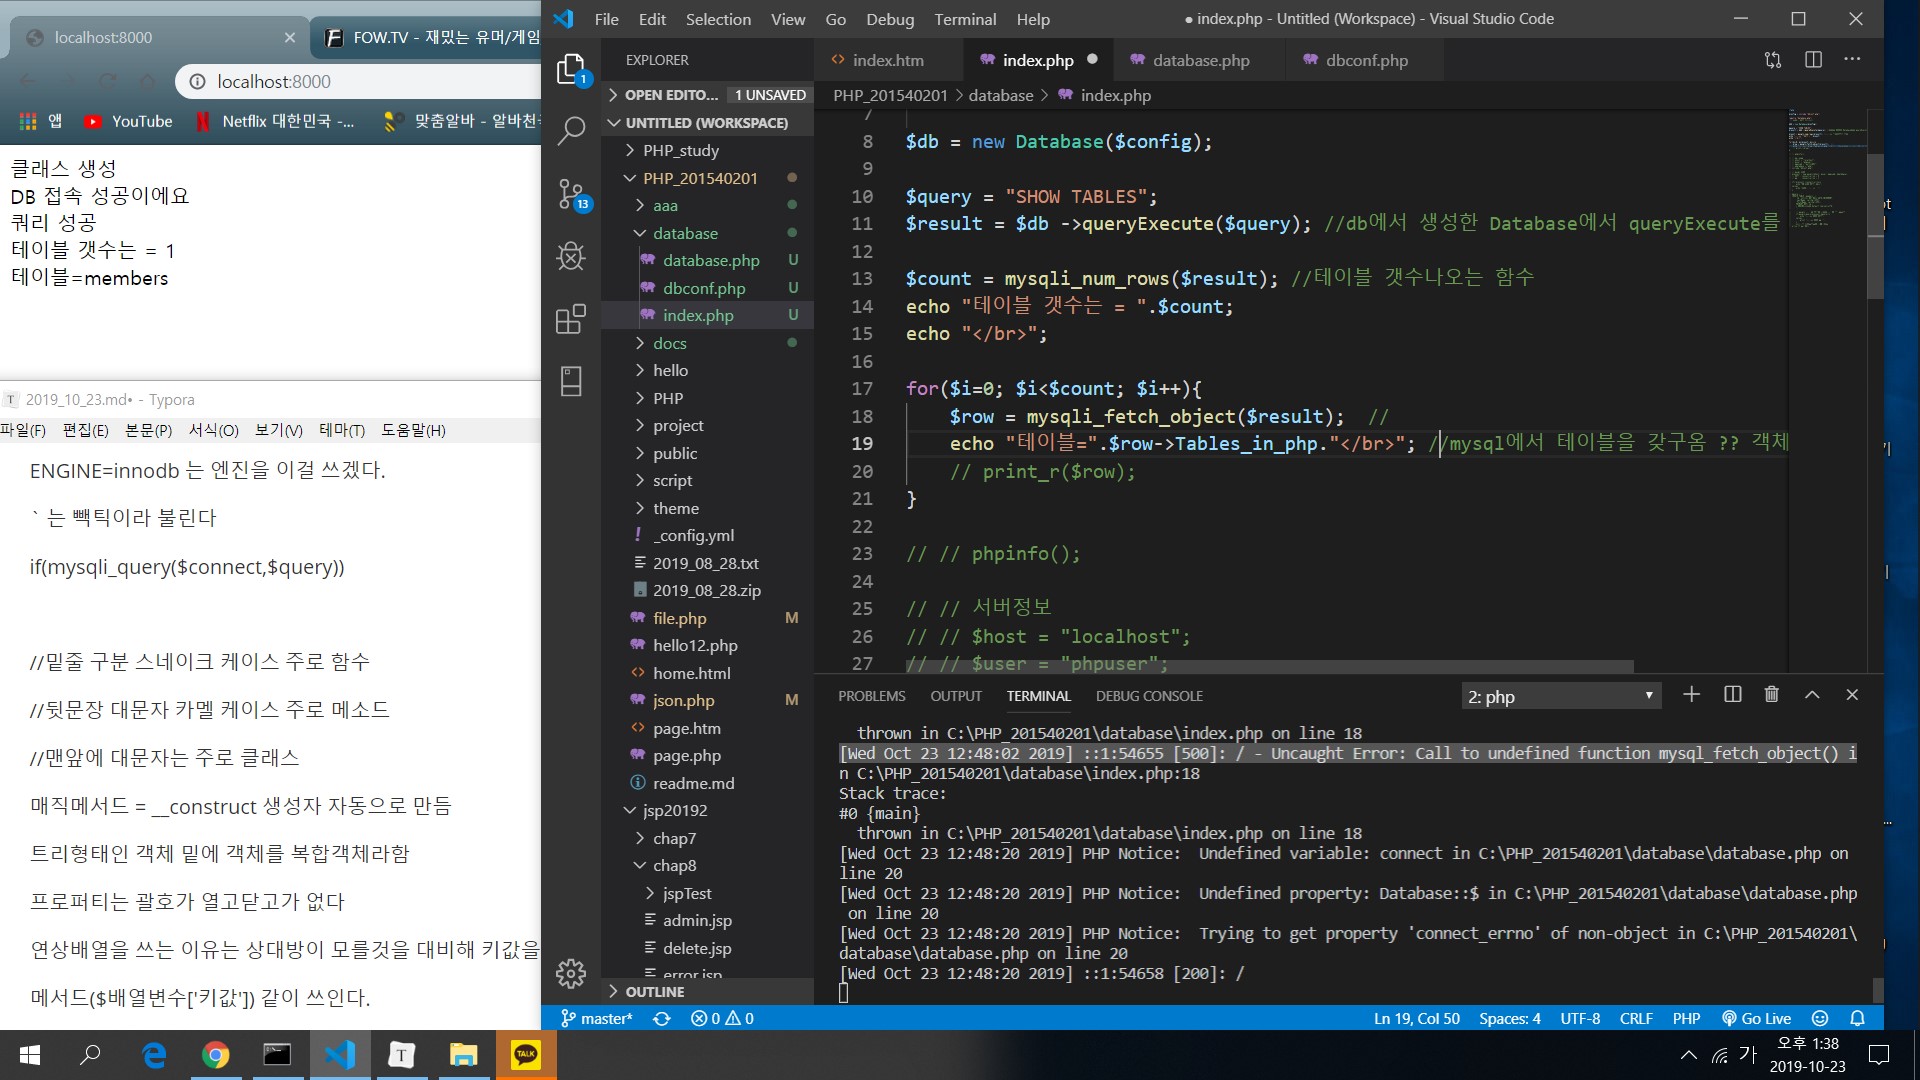 localhost:8000
FOW.TV - 재밌는 유머/게임
localhost:8000
앱
YouTube
Netflix 대한민국 -...
맞춤알바 - 알바천국
클래스 생성
DB 접속 성공이에요
쿼리 성공
테이블 갯수는 = 1
테이블=members
2019_10_23.md• - Typora
파일(F) 편집(E) 본문(P) 서식(O) 보기(V) 테마(T) 도움말(H)
ENGINE=innodb 는 엔진을 이걸 쓰겠다.
` 는 빽틱이라 불린다
if(mysqli_query($connect,$query))
//밑줄 구분 스네이크 케이스 주로 함수
//뒷문장 대문자 카멜 케이스 주로 메소드
//맨앞에 대문자는 주로 클래스
매직메서드 = __construct 생성자 자동으로 만듬
트리형태인 객체 밑에 객체를 복합객체라함
프로퍼티는 괄호가 열고닫고가 없다
연상배열을 쓰는 이유는 상대방이 모를것을 대비해 키값을
메서드($배열변수['키값']) 같이 쓰인다.
File Edit Selection View Go Debug Terminal Help
● index.php - Untitled (Workspace) - Visual Studio Code
1
13
EXPLORER
OPEN EDITO... 1 UNSAVED
UNTITLED (WORKSPACE)
PHP_study
PHP_201540201
aaa
database
database.php U
dbconf.php U
index.php U
docs
hello
PHP
project
public
script
theme
! _config.yml
2019_08_28.txt
2019_08_28.zip
file.php M
hello12.php
home.html
json.php M
page.htm
page.php
readme.md
jsp20192
chap7
chap8
jspTest
admin.jsp
delete.jsp
error.jsp
OUTLINE
index.htm
index.php
database.php
dbconf.php
PHP_201540201 > database > index.php
7
8 $db = new Database($config);
9
10 $query = "SHOW TABLES";
11 $result = $db ->queryExecute($query); //db에서 생성한 Database에서 queryExecute를
12
13 $count = mysqli_num_rows($result); //테이블 갯수나오는 함수
14 echo "테이블 갯수는 = ".$count;
15 echo "</br>";
16
17 for($i=0; $i<$count; $i++){
18 $row = mysqli_fetch_object($result); //
19 echo "테이블=".$row->Tables_in_php."</br>"; //mysql에서 테이블을 갖구옴 ?? 객체
20 // print_r($row);
21 }
22
23 // // phpinfo();
24
25 // // 서버정보
26 // // $host = "localhost";
27 // // $user = "phpuser";
PROBLEMS OUTPUT TERMINAL DEBUG CONSOLE
2: php
thrown in C:\PHP_201540201\database\index.php on line 18
[Wed Oct 23 12:48:02 2019] ::1:54655 [500]: / - Uncaught Error: Call to undefined function mysql_fetch_object() i
n C:\PHP_201540201\database\index.php:18
Stack trace:
#0 {main}
thrown in C:\PHP_201540201\database\index.php on line 18
[Wed Oct 23 12:48:20 2019] PHP Notice:  Undefined variable: connect in C:\PHP_201540201\database\database.php on
line 20
[Wed Oct 23 12:48:20 2019] PHP Notice:  Undefined property: Database::$ in C:\PHP_201540201\database\database.php
on line 20
[Wed Oct 23 12:48:20 2019] PHP Notice:  Trying to get property 'connect_errno' of non-object in C:\PHP_201540201\
database\database.php on line 20
[Wed Oct 23 12:48:20 2019] ::1:54658 [200]: /
master* 0 0
Ln 19, Col 50 Spaces: 4 UTF-8 CRLF PHP Go Live
T
TALK
가
오후 1:38
2019-10-23